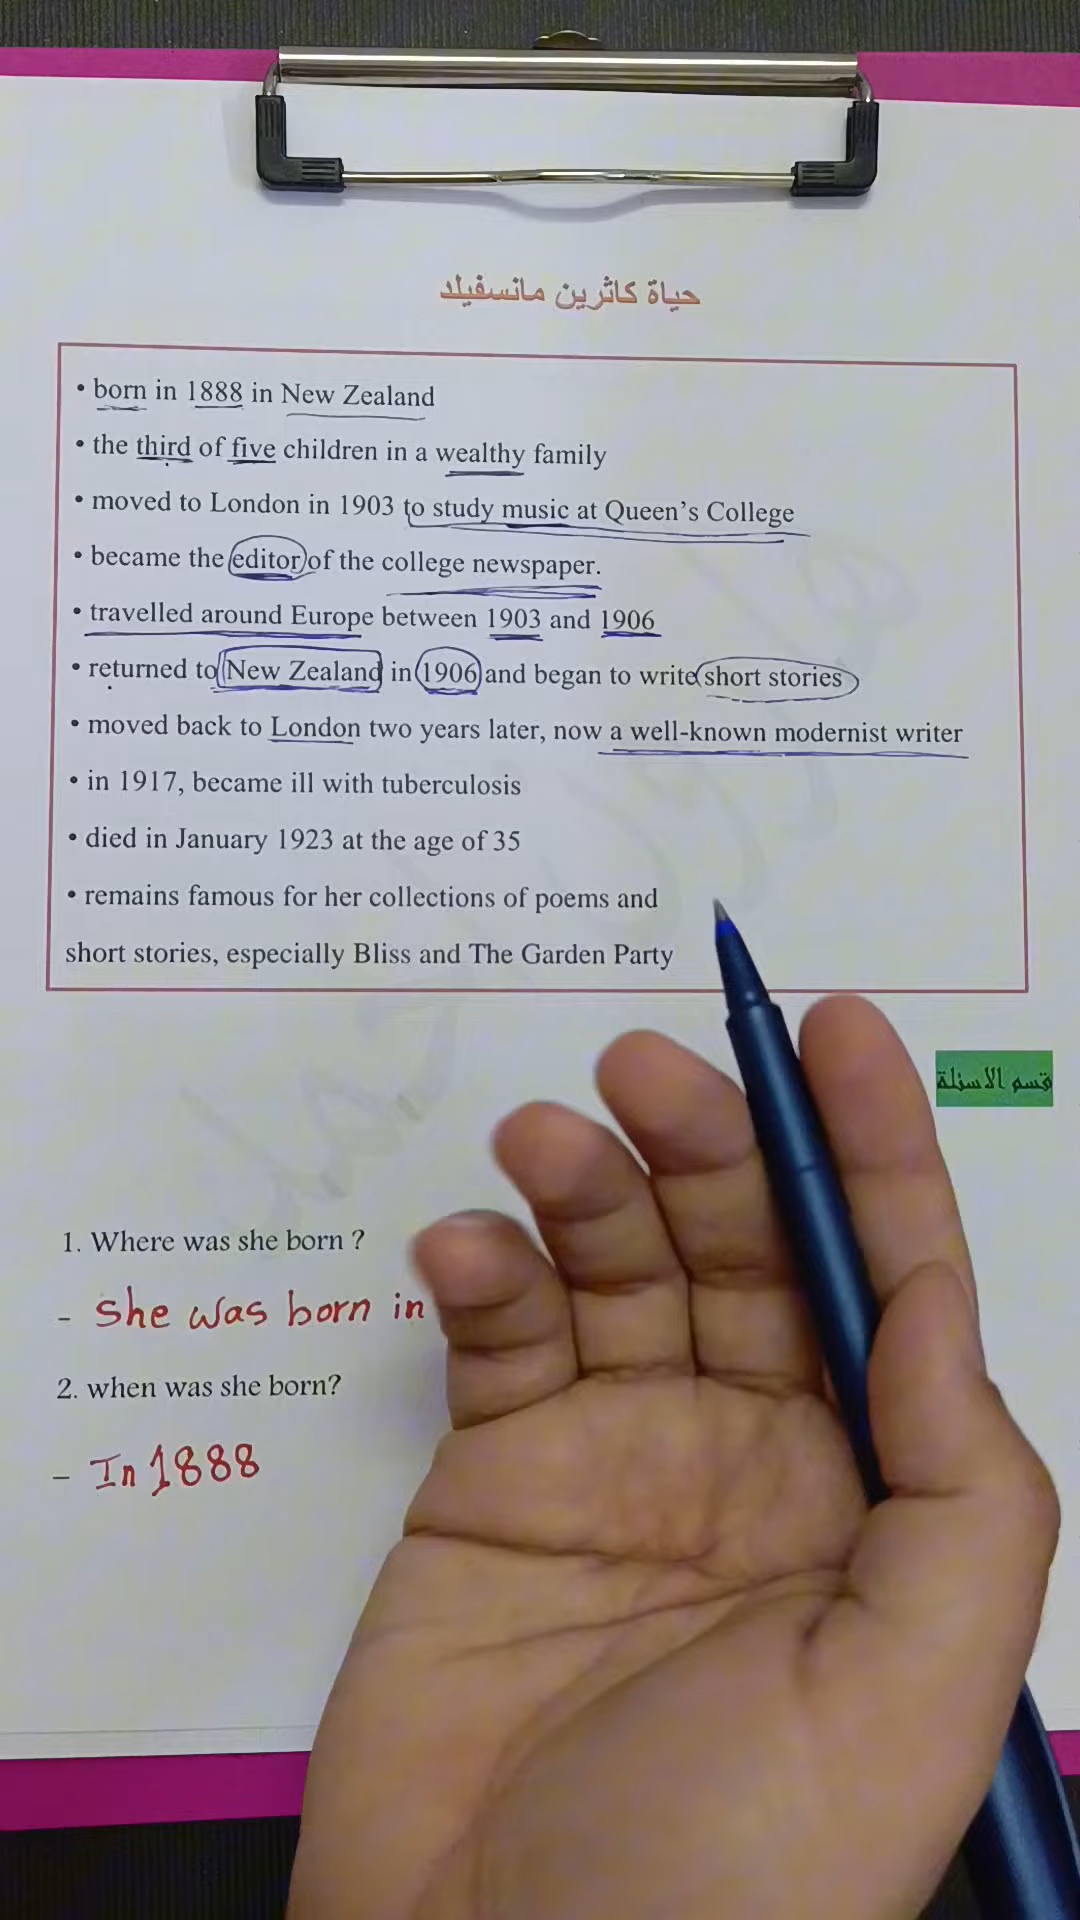 حياة كاثرين مانسفيلد
• born in 1888 in New Zealand
• the third of five children in a wealthy family
• moved to London in 1903 to study music at Queen's College
• became the editor of the college newspaper.
• travelled around Europe between 1903 and 1906
• returned to New Zealand in 1906 and began to write short stories
• moved back to London two years later, now a well-known modernist writer
• in 1917, became ill with tuberculosis
• died in January 1923 at the age of 35
• remains famous for her collections of poems and
short stories, especially Bliss and The Garden Party
قسم الاسئلة
1. Where was she born ?
- She was born in
2. when was she born?
- In 1888